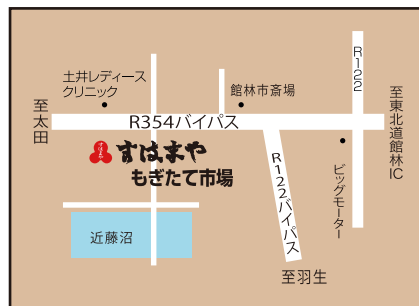 R122
土井レディース
クリニック
館林市斎場
至太田
R354バイパス
至東北道館林IC
すはまや
もぎたて市場
R122バイパス
ビッグモーター
近藤沼
至羽生